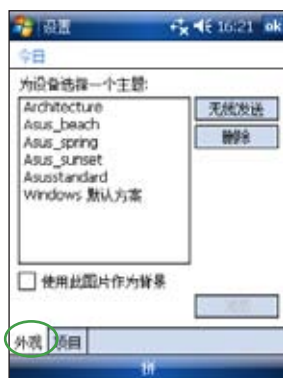 设置 16:21 ok
今日
为设备选择一个主题:
Architecture
Asus_beach
Asus_spring
Asus_sunset
Asusstandard
Windows 默认方案
无线发送
删除
使用此图片作为背景
外观 项目
拼